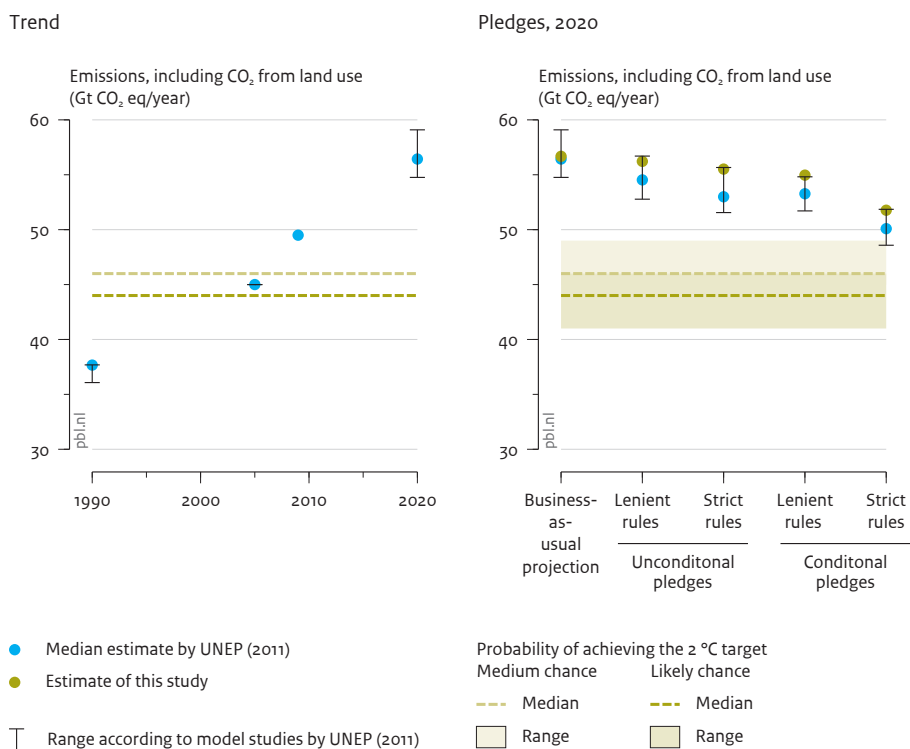 Trend
Emissions, including CO₂ from land use
(Gt CO₂ eq/year)
60
50
40
30
pbl.nl
1990
2000
2010
2020
Pledges, 2020
Emissions, including CO₂ from land use
(Gt CO₂ eq/year)
60
50
40
30
pbl.nl
Business-
as-
usual
projection
Lenient
rules
Strict
rules
Unconditonal
pledges
Lenient
rules
Strict
rules
Conditonal
pledges
Median estimate by UNEP (2011)
Estimate of this study
Range according to model studies by UNEP (2011)
Probability of achieving the 2 °C target
Medium chance
Median
Range
Likely chance
Median
Range